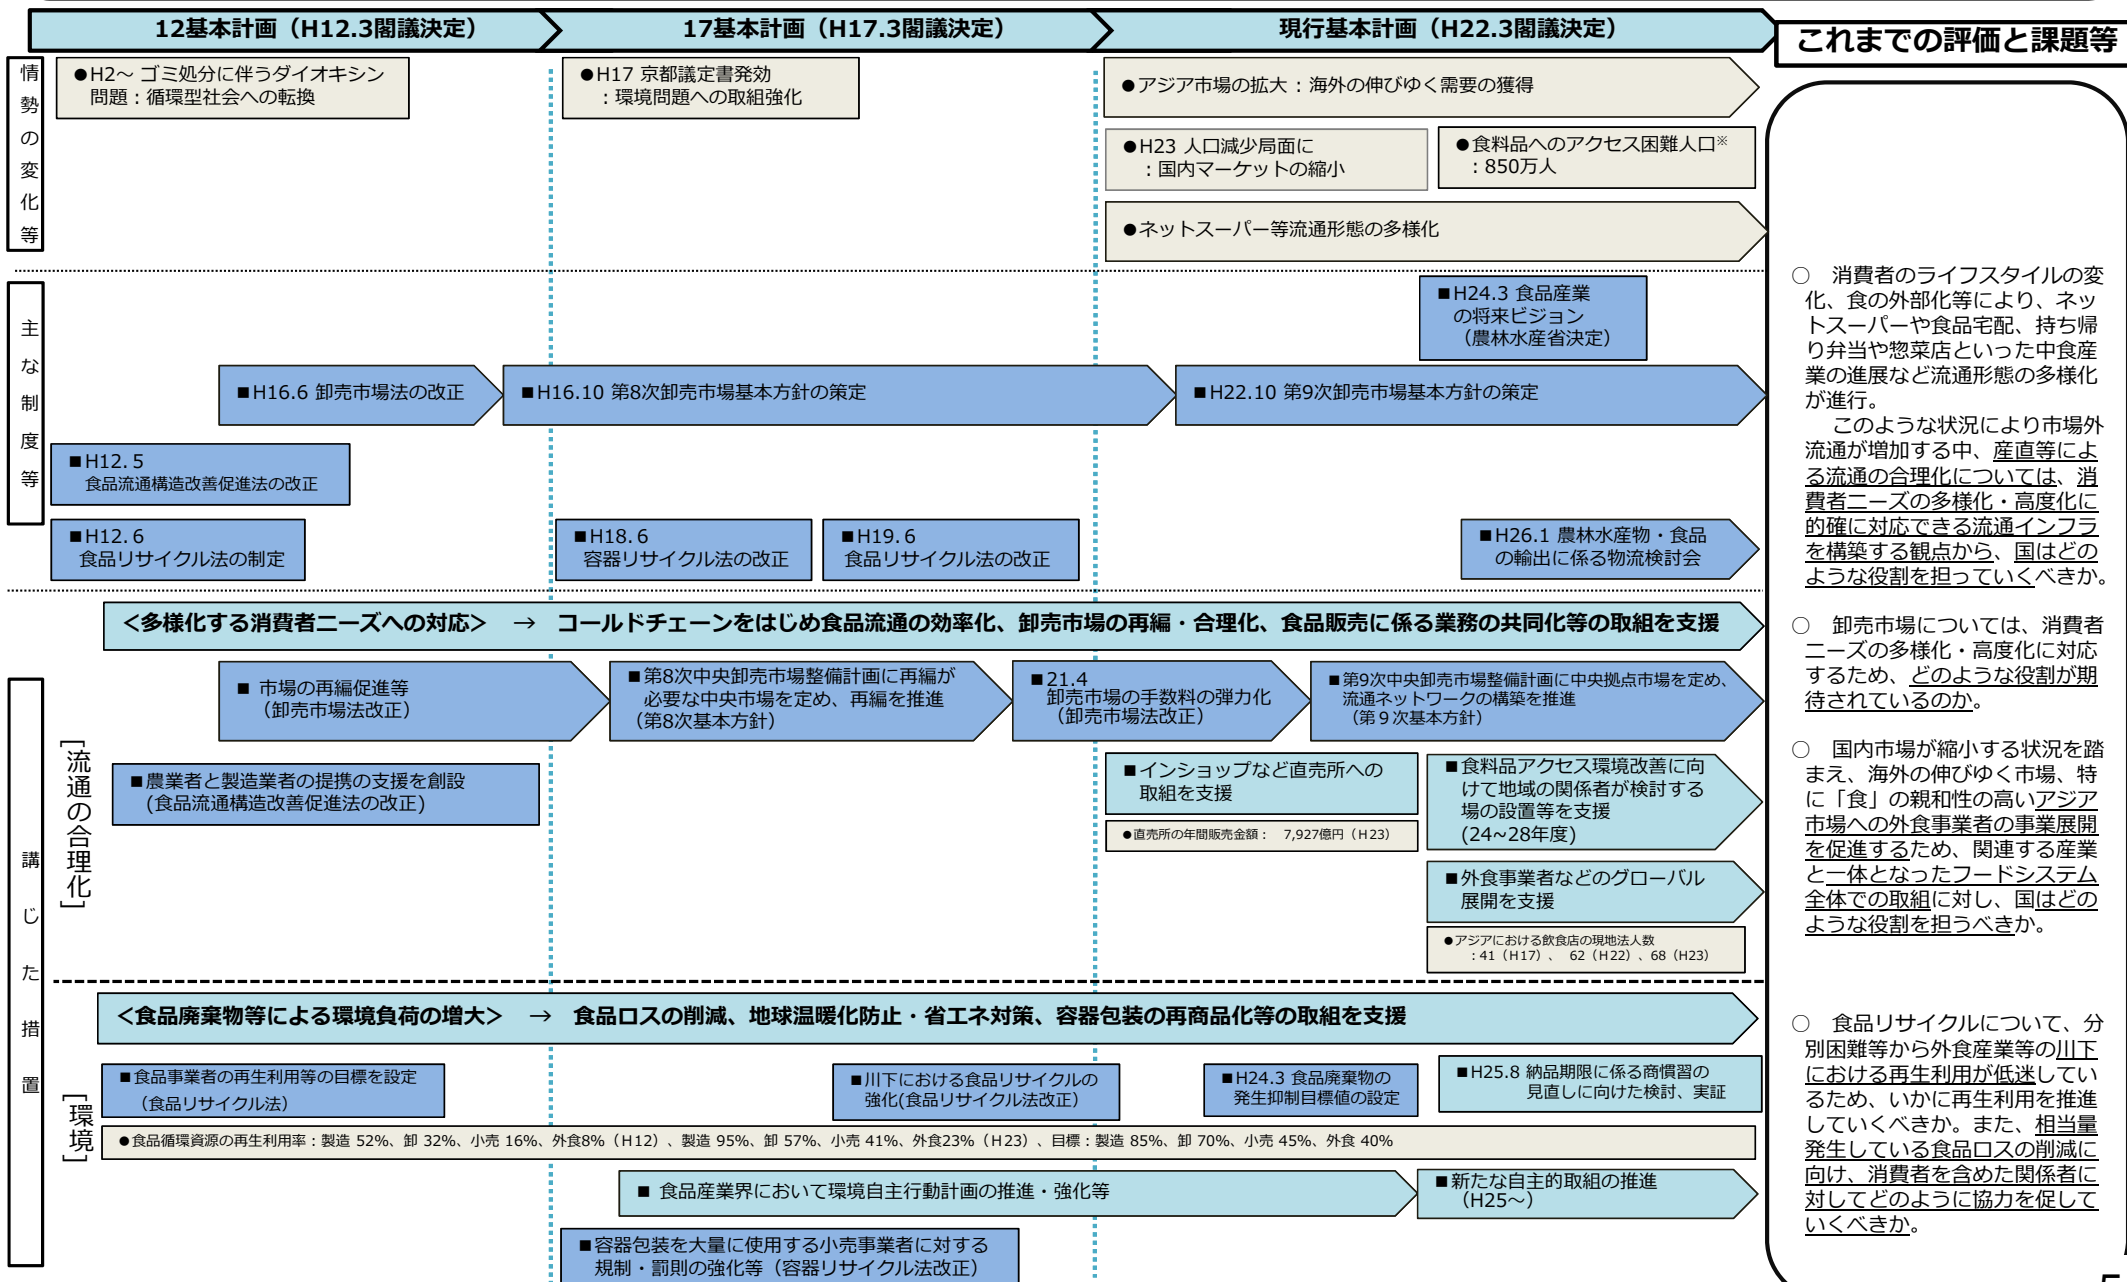 12基本計画（H12.3閣議決定）
17基本計画（H17.3閣議決定）
現行基本計画（H22.3閣議決定）
これまでの評価と課題等
情勢の変化等
●H2～ ゴミ処分に伴うダイオキシン
問題：循環型社会への転換
●H17 京都議定書発効
：環境問題への取組強化
●アジア市場の拡大：海外の伸びゆく需要の獲得
●H23 人口減少局面に
：国内マーケットの縮小
●食料品へのアクセス困難人口※
：850万人
●ネットスーパー等流通形態の多様化
主な制度等
■H24.3 食品産業
の将来ビジョン
（農林水産省決定）
■H16.6 卸売市場法の改正
■H16.10 第8次卸売市場基本方針の策定
■H22.10 第9次卸売市場基本方針の策定
■H12.5
食品流通構造改善促進法の改正
■H12.6
食品リサイクル法の制定
■H18.6
容器リサイクル法の改正
■H19.6
食品リサイクル法の改正
■H26.1 農林水産物・食品
の輸出に係る物流検討会
講じた措置
＜多様化する消費者ニーズへの対応＞　→　コールドチェーンをはじめ食品流通の効率化、卸売市場の再編・合理化、食品販売に係る業務の共同化等の取組を支援
［流通の合理化］
■ 市場の再編促進等
（卸売市場法改正）
■第8次中央卸売市場整備計画に再編が
必要な中央市場を定め、再編を推進
（第8次基本方針）
■21.4
卸売市場の手数料の弾力化
（卸売市場法改正）
■第9次中央卸売市場整備計画に中央拠点市場を定め、
流通ネットワークの構築を推進
（第９次基本方針）
■農業者と製造業者の提携の支援を創設
(食品流通構造改善促進法の改正)
■インショップなど直売所への
取組を支援
●直売所の年間販売金額：　7,927億円（H23）
■食料品アクセス環境改善に向
けて地域の関係者が検討する
場の設置等を支援
(24~28年度)
■外食事業者などのグローバル
展開を支援
●アジアにおける飲食店の現地法人数
：41（H17）、 62（H22）、68（H23）
＜食品廃棄物等による環境負荷の増大＞　→　食品ロスの削減、地球温暖化防止・省エネ対策、容器包装の再商品化等の取組を支援
［環境］
■食品事業者の再生利用等の目標を設定
（食品リサイクル法）
■川下における食品リサイクルの
強化(食品リサイクル法改正）
■H24.3 食品廃棄物の
発生抑制目標値の設定
■H25.8 納品期限に係る商慣習の
見直しに向けた検討、実証
●食品循環資源の再生利用率：製造 52%、卸 32%、小売 16%、外食8%（H12）、製造 95%、卸 57%、小売 41%、外食23%（H23）、目標：製造 85%、卸 70%、小売 45%、外食 40%
■ 食品産業界において環境自主行動計画の推進・強化等
■新たな自主的取組の推進
（H25～）
■容器包装を大量に使用する小売事業者に対する
規制・罰則の強化等（容器リサイクル法改正）
○　消費者のライフスタイルの変
化、食の外部化等により、ネッ
トスーパーや食品宅配、持ち帰
り弁当や惣菜店といった中食産
業の進展など流通形態の多様化
が進行。
このような状況により市場外
流通が増加する中、産直等によ
る流通の合理化については、消
費者ニーズの多様化・高度化に
的確に対応できる流通インフラ
を構築する観点から、国はどの
ような役割を担っていくべきか。
○　卸売市場については、消費者
ニーズの多様化・高度化に対応
するため、どのような役割が期
待されているのか。
○　国内市場が縮小する状況を踏
まえ、海外の伸びゆく市場、特
に「食」の親和性の高いアジア
市場への外食事業者の事業展開
を促進するため、関連する産業
と一体となったフードシステム
全体での取組に対し、国はどの
ような役割を担うべきか。
○　食品リサイクルについて、分
別困難等から外食産業等の川下
における再生利用が低迷してい
るため、いかに再生利用を推進
していくべきか。また、相当量
発生している食品ロスの削減に
向け、消費者を含めた関係者に
対してどのように協力を促して
いくべきか。